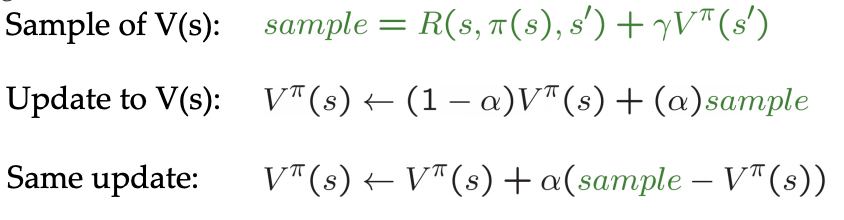 Sample of V(s): sample = R(s, π(s), s′) + γV^π(s′)
Update to V(s): V^π(s) ← (1 − α)V^π(s) + (α)sample
Same update: V^π(s) ← V^π(s) + α(sample − V^π(s))